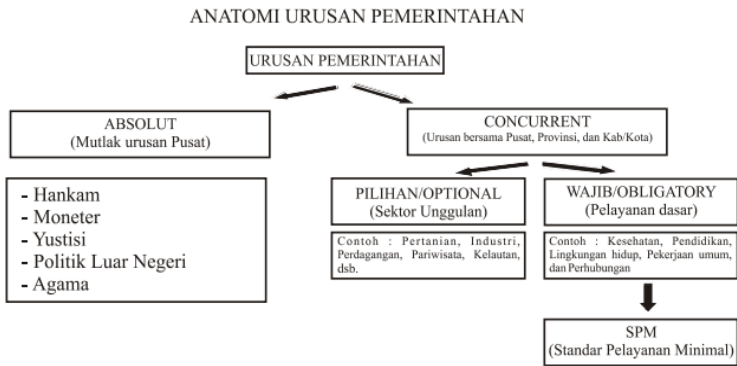 ANATOMI URUSAN PEMERINTAHAN
URUSAN PEMERINTAHAN
ABSOLUT
(Mutlak urusan Pusat)
- Hankam
- Moneter
- Yustisi
- Politik Luar Negeri
- Agama
CONCURRENT
(Urusan bersama Pusat, Provinsi, dan Kab/Kota)
PILIHAN/OPTIONAL
(Sektor Unggulan)
Contoh : Pertanian, Industri,
Perdagangan, Pariwisata, Kelautan,
dsb.
WAJIB/OBLIGATORY
(Pelayanan dasar)
Contoh : Kesehatan, Pendidikan,
Lingkungan hidup, Pekerjaan umum,
dan Perhubungan
SPM
(Standar Pelayanan Minimal)